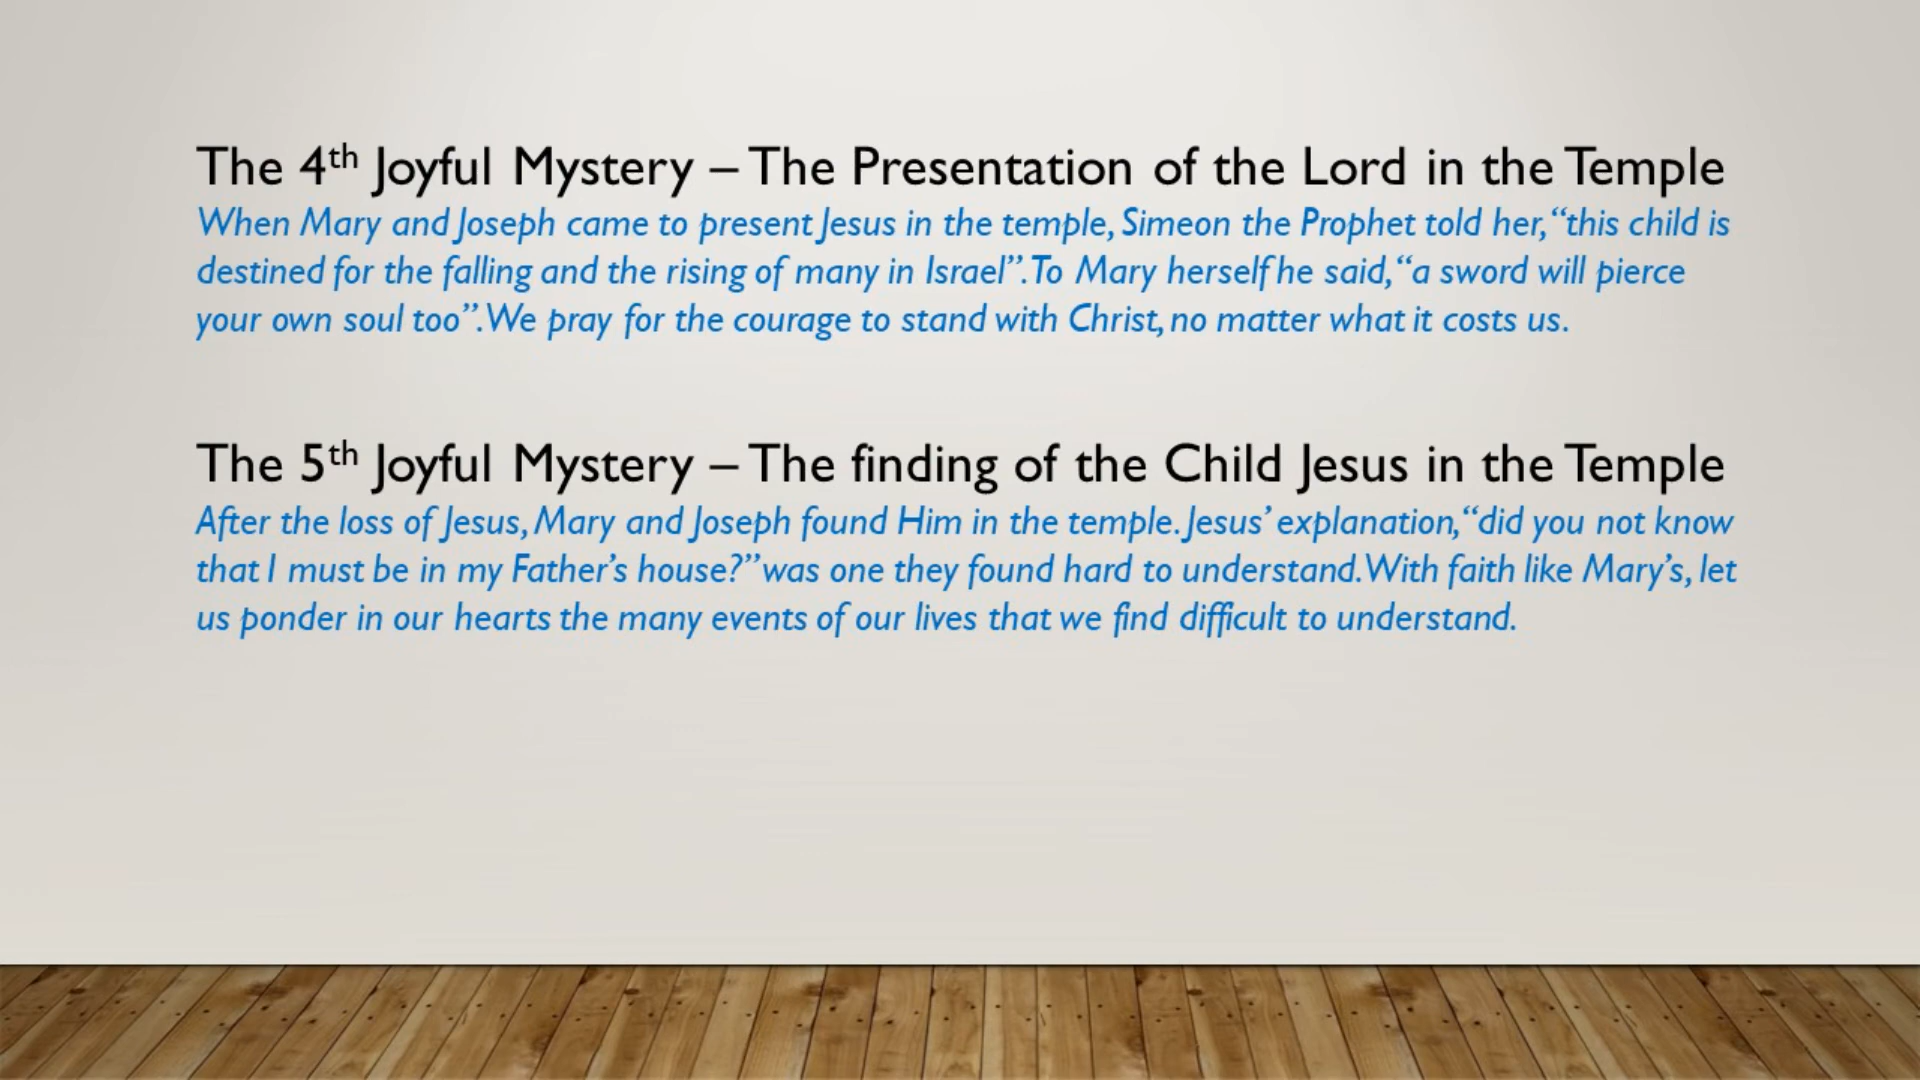 The 4th Joyful Mystery – The Presentation of the Lord in the Temple
When Mary and Joseph came to present Jesus in the temple, Simeon the Prophet told her, “this child is
destined for the falling and the rising of many in Israel”. To Mary herself he said, “a sword will pierce
your own soul too”. We pray for the courage to stand with Christ, no matter what it costs us.
The 5th Joyful Mystery – The finding of the Child Jesus in the Temple
After the loss of Jesus, Mary and Joseph found Him in the temple. Jesus’ explanation, “did you not know
that I must be in my Father’s house?” was one they found hard to understand. With faith like Mary’s, let
us ponder in our hearts the many events of our lives that we find difficult to understand.